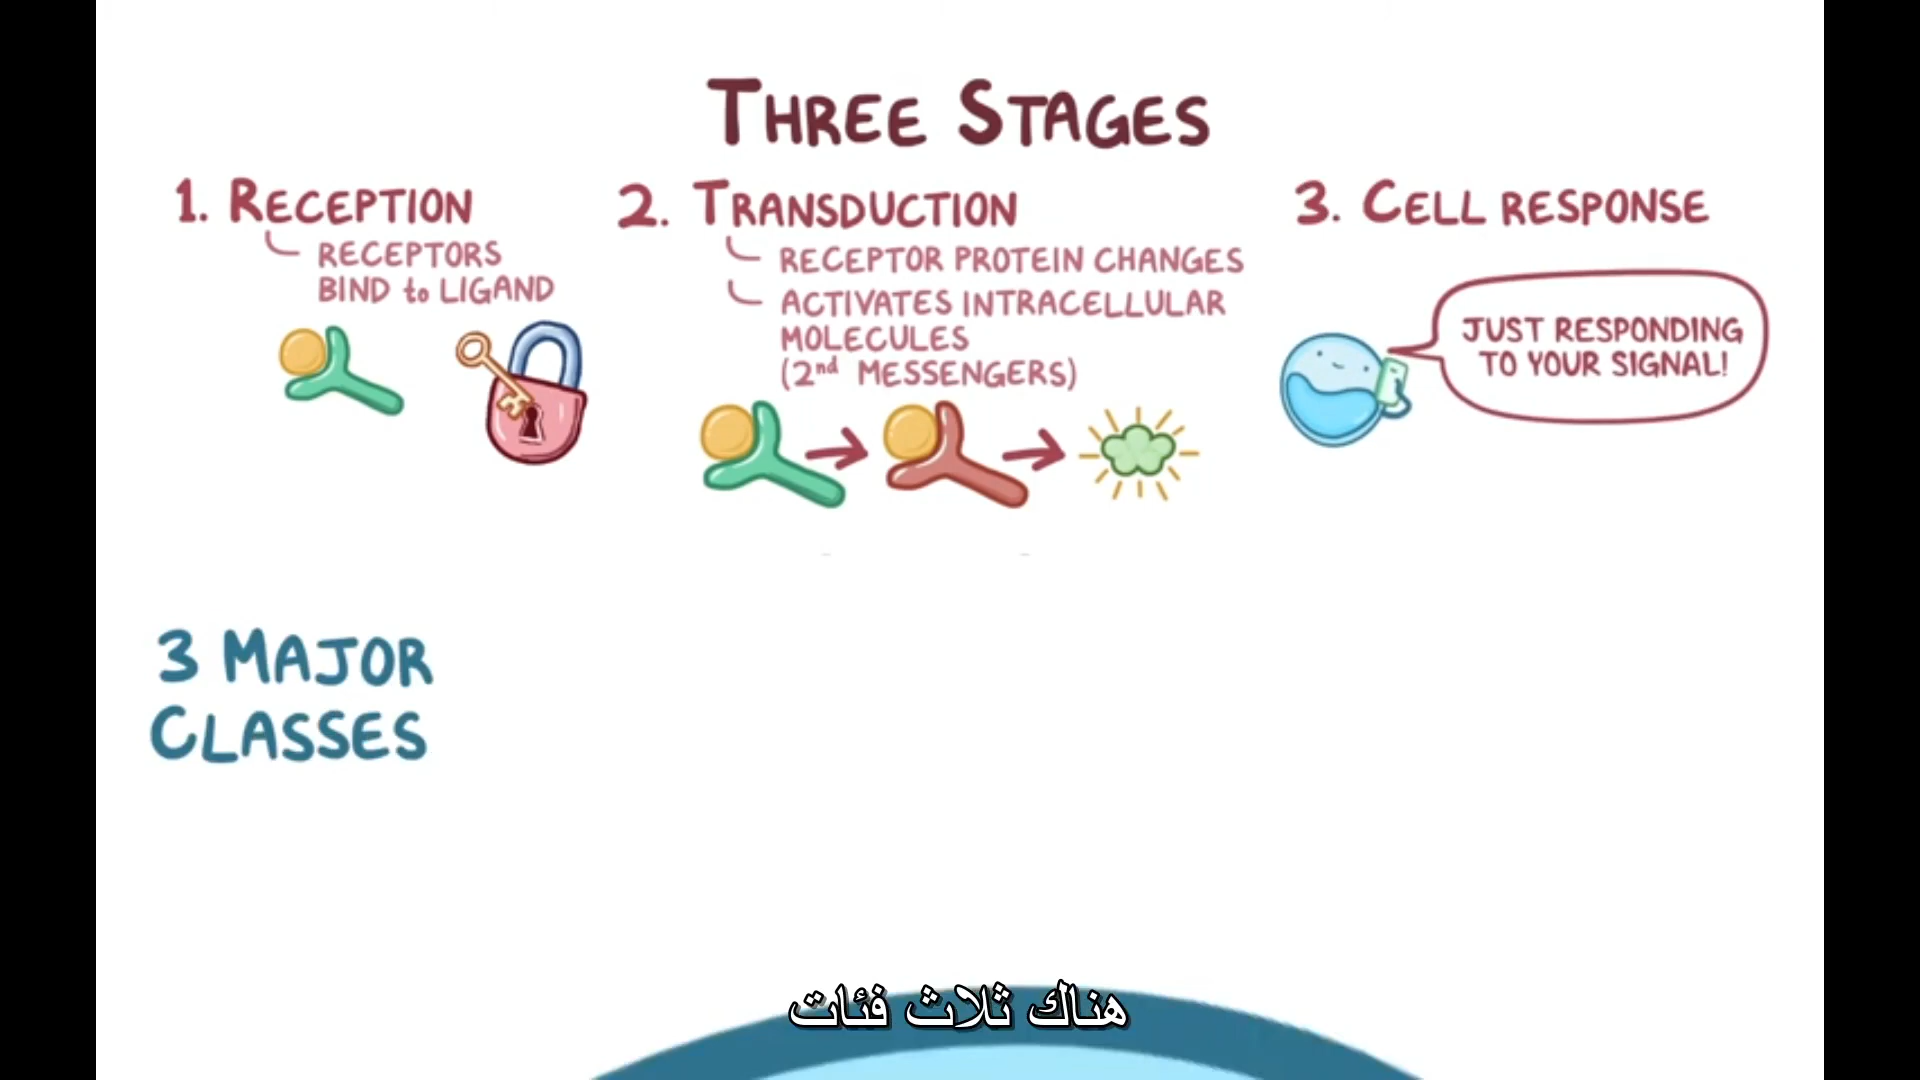 THREE STAGES
1. RECEPTION
RECEPTORS
BIND to LIGAND
2. TRANSDUCTION
RECEPTOR PROTEIN CHANGES
ACTIVATES INTRACELLULAR
MOLECULES
(2nd MESSENGERS)
3. CELL RESPONSE
JUST RESPONDING
TO YOUR SIGNAL!
3 MAJOR
CLASSES
هناك ثلاث فئات